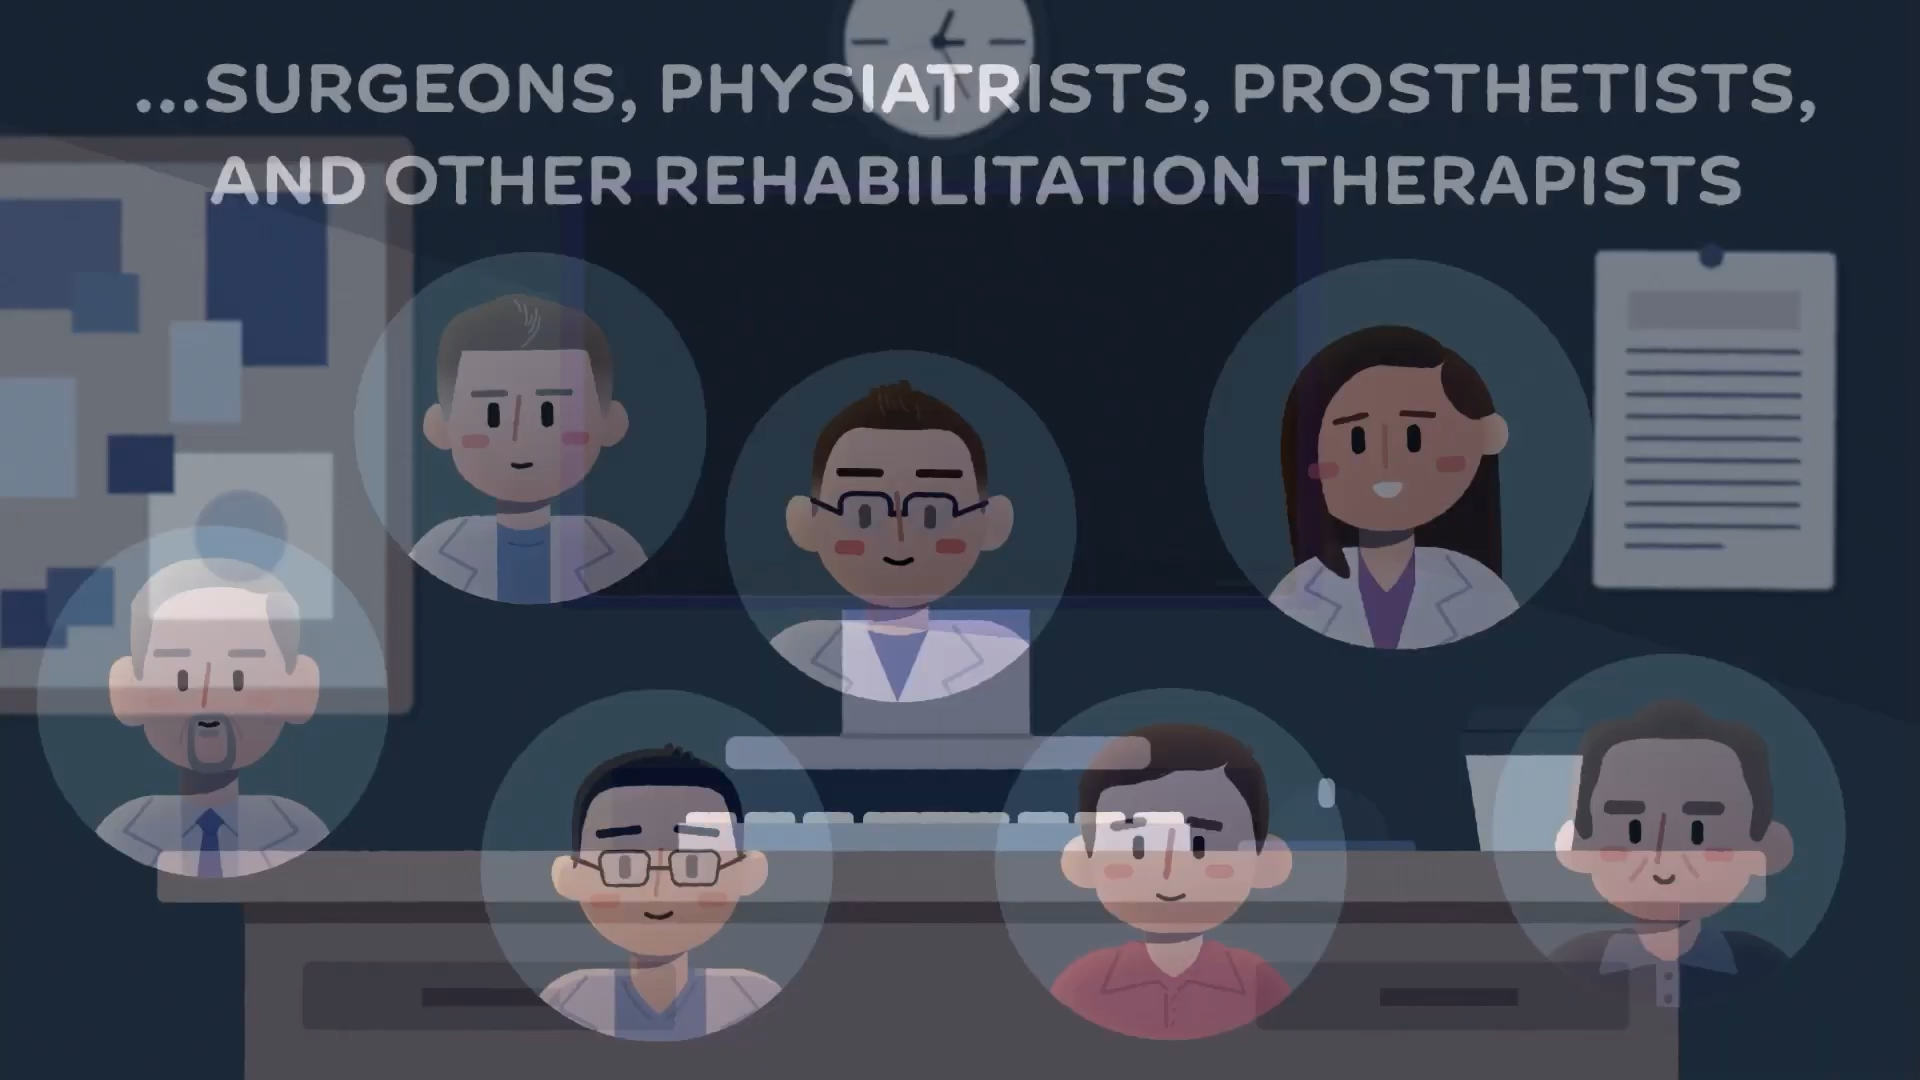 ...SURGEONS, PHYSIATRISTS, PROSTHETISTS,
AND OTHER REHABILITATION THERAPISTS